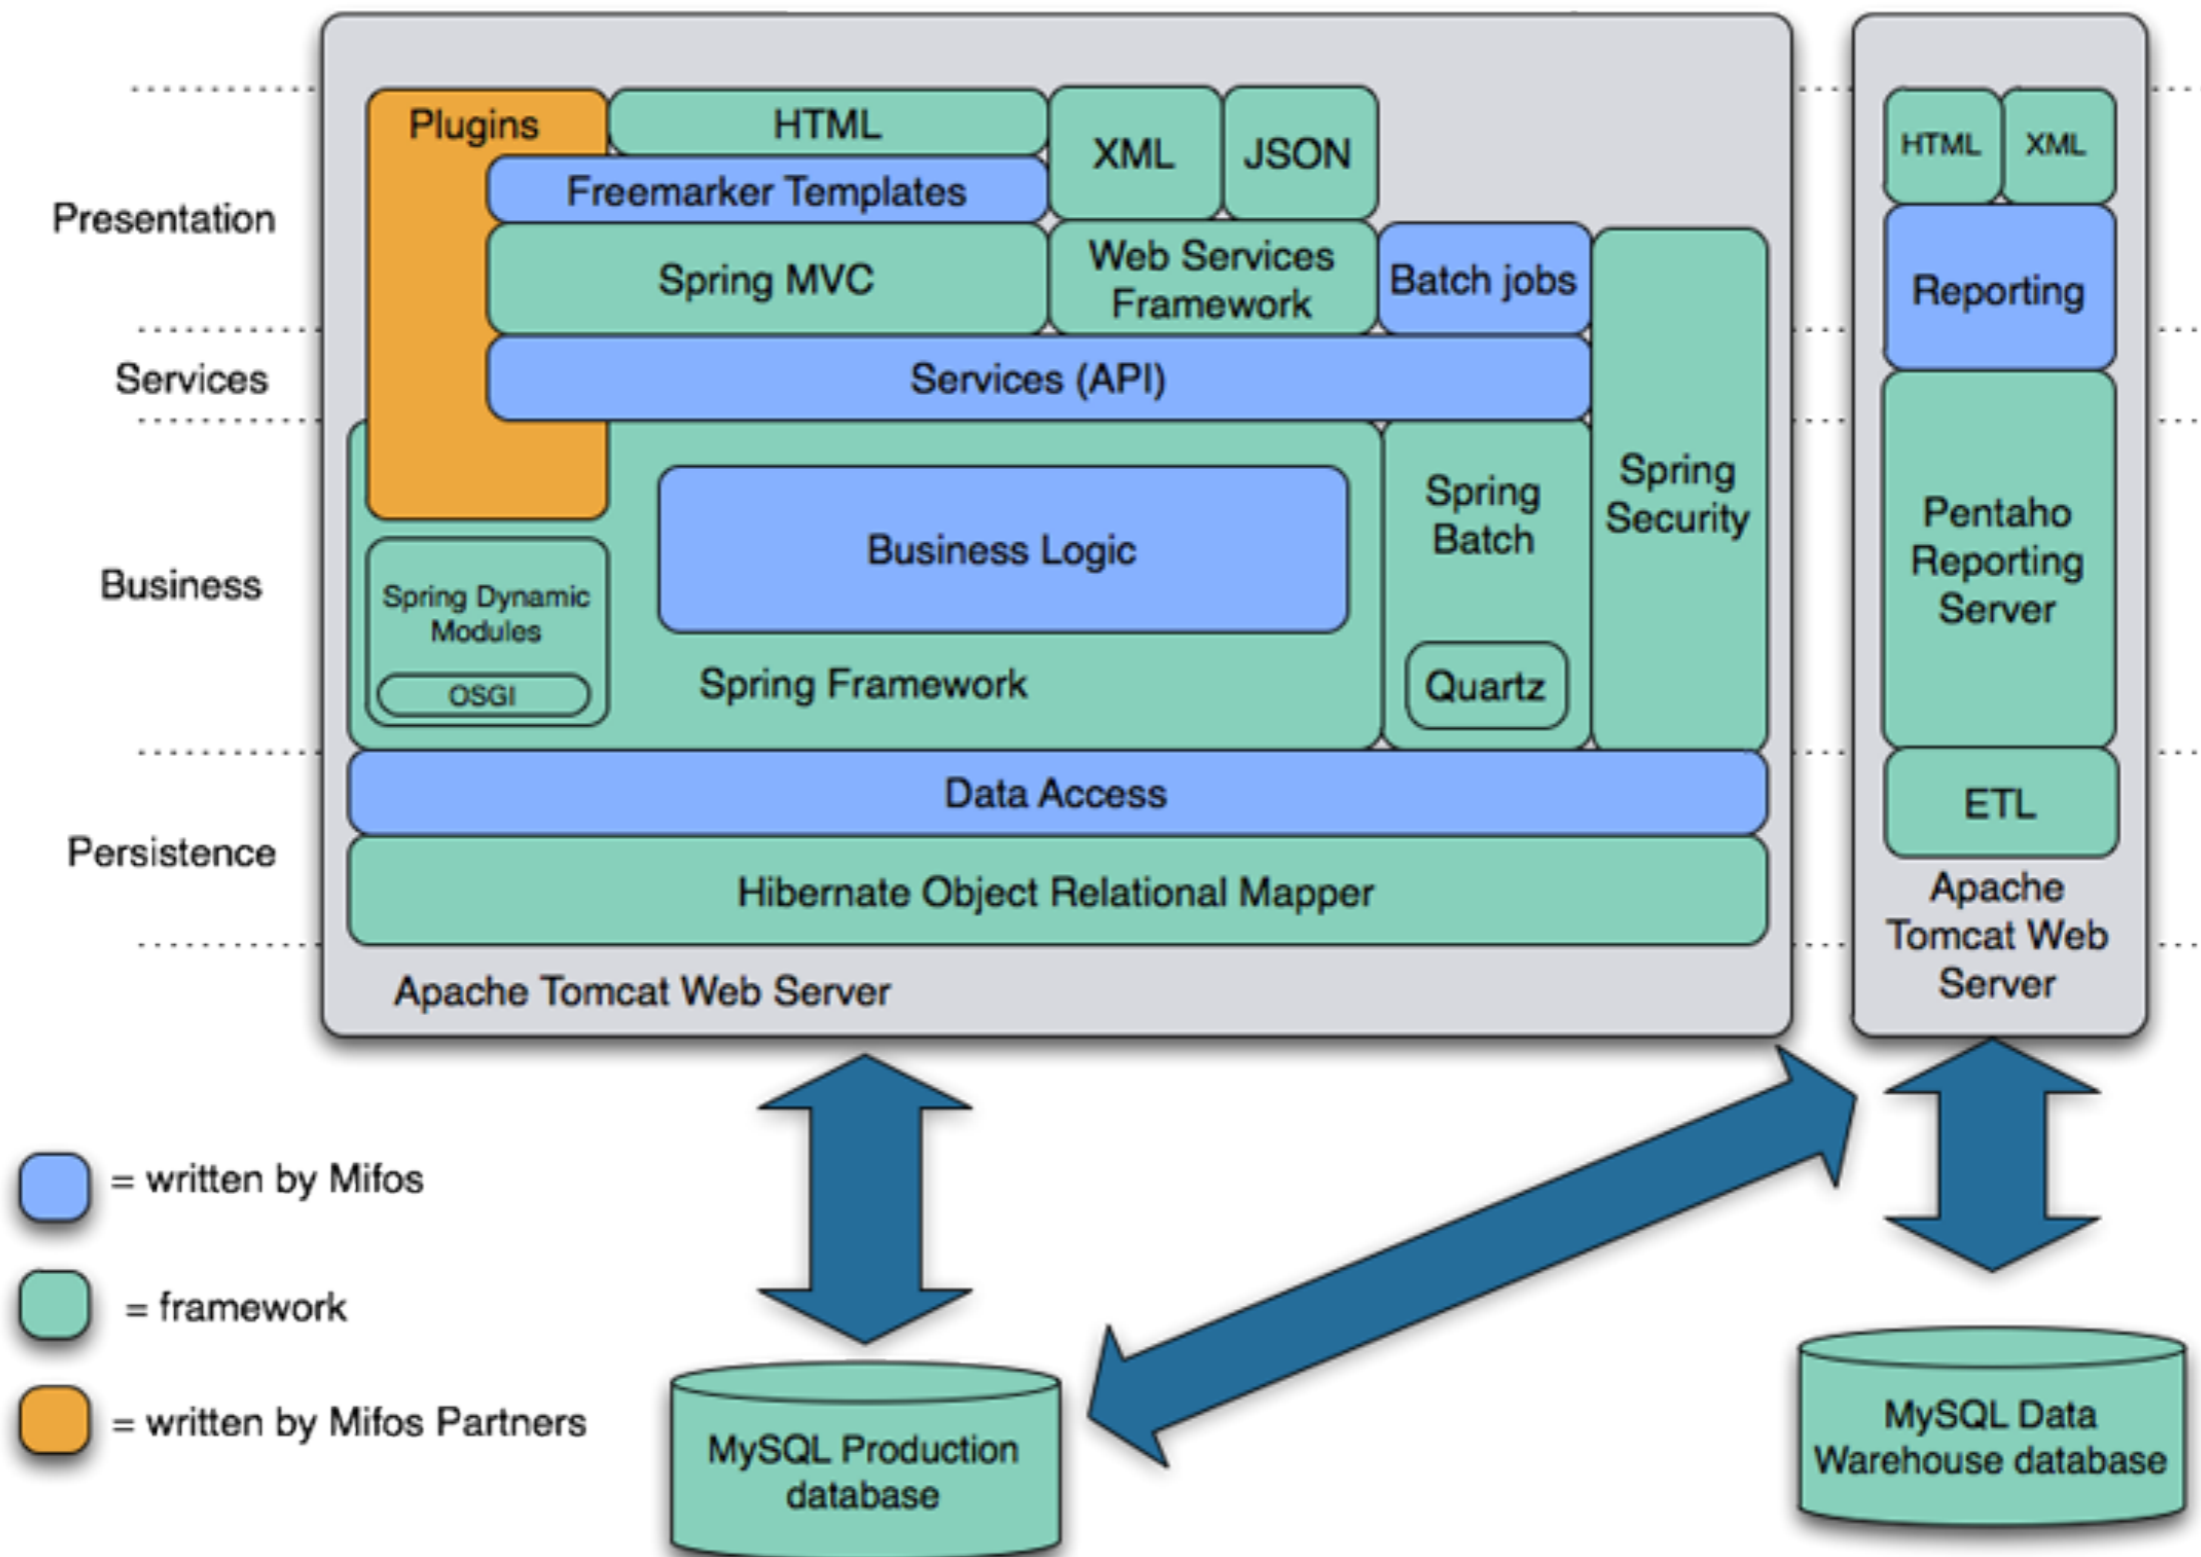 Presentation
Services
Business
Persistence
Plugins
HTML
XML
JSON
Freemarker Templates
Spring MVC
Web Services
Framework
Batch jobs
Services (API)
Spring
Security
Spring
Batch
Business Logic
Spring Dynamic
Modules
OSGI
Spring Framework
Quartz
Data Access
Hibernate Object Relational Mapper
Apache Tomcat Web Server
HTML
XML
Reporting
Pentaho
Reporting
Server
ETL
Apache
Tomcat Web
Server
= written by Mifos
= framework
= written by Mifos Partners
MySQL Production
database
MySQL Data
Warehouse database